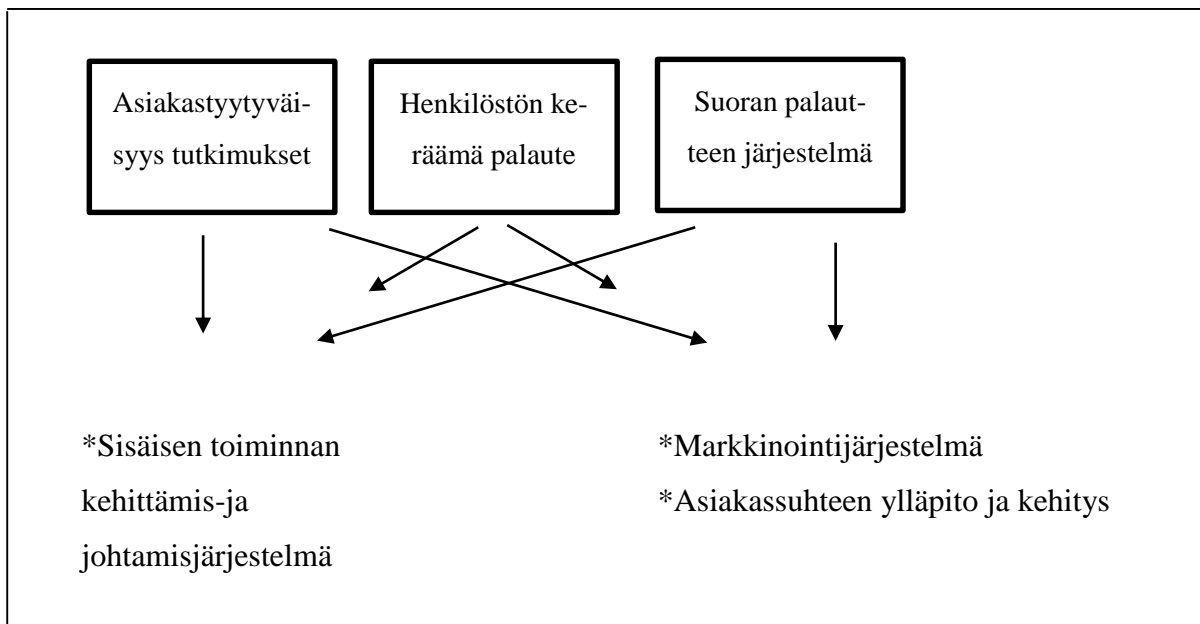 Asiakastyytyväi-
syys tutkimukset
Henkilöstön ke-
räämä palaute
Suoran palaut-
teen järjestelmä
*Sisäisen toiminnan
kehittämis-ja
johtamisjärjestelmä
*Markkinointijärjestelmä
*Asiakassuhteen ylläpito ja kehitys